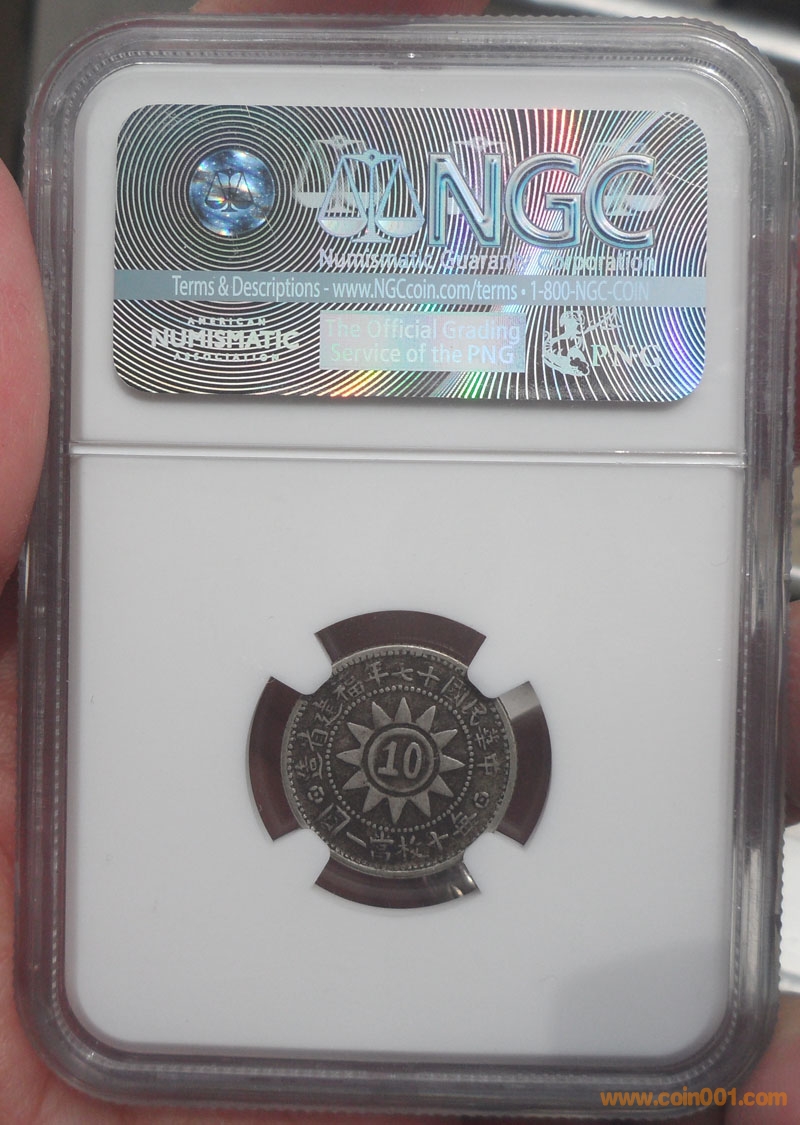 NGC
Numismatic Guaranty Corporation
Terms & Descriptions - www.NGCcoin.com/terms • 1-800-NGC-COIN
AMERICAN
NUMISMATIC
ASSOCIATION
The Official Grading
Service of the PNG
PNG
中華民國十七年福建省造
10
每十枚當一圓
www.coin001.com